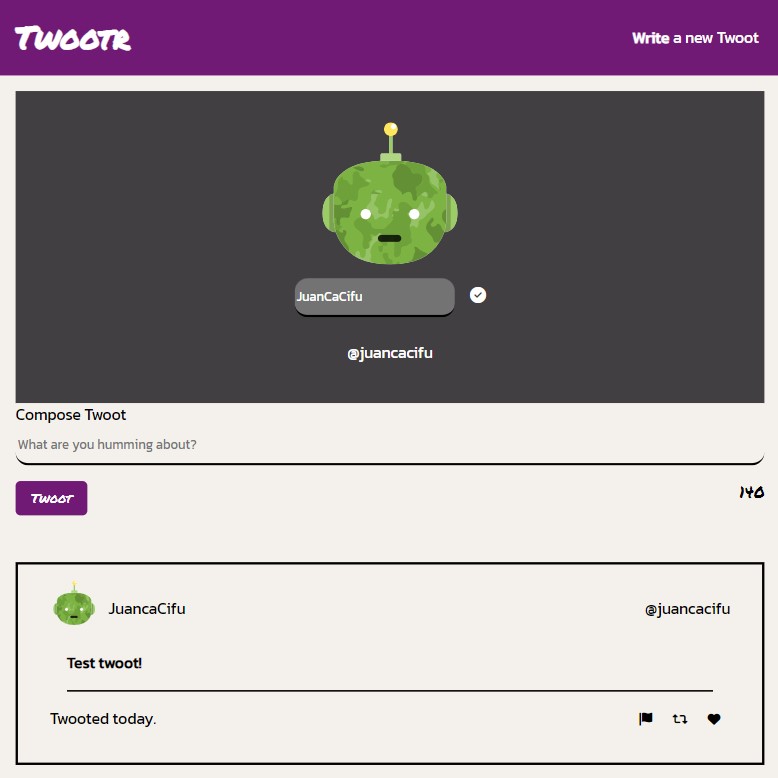 Twootr
Write a new Twoot
JuanCaCifu
@juancacifu
Compose Twoot
What are you humming about?
Twoot
140
JuancaCifu
@juancacifu
Test twoot!
Twooted today.